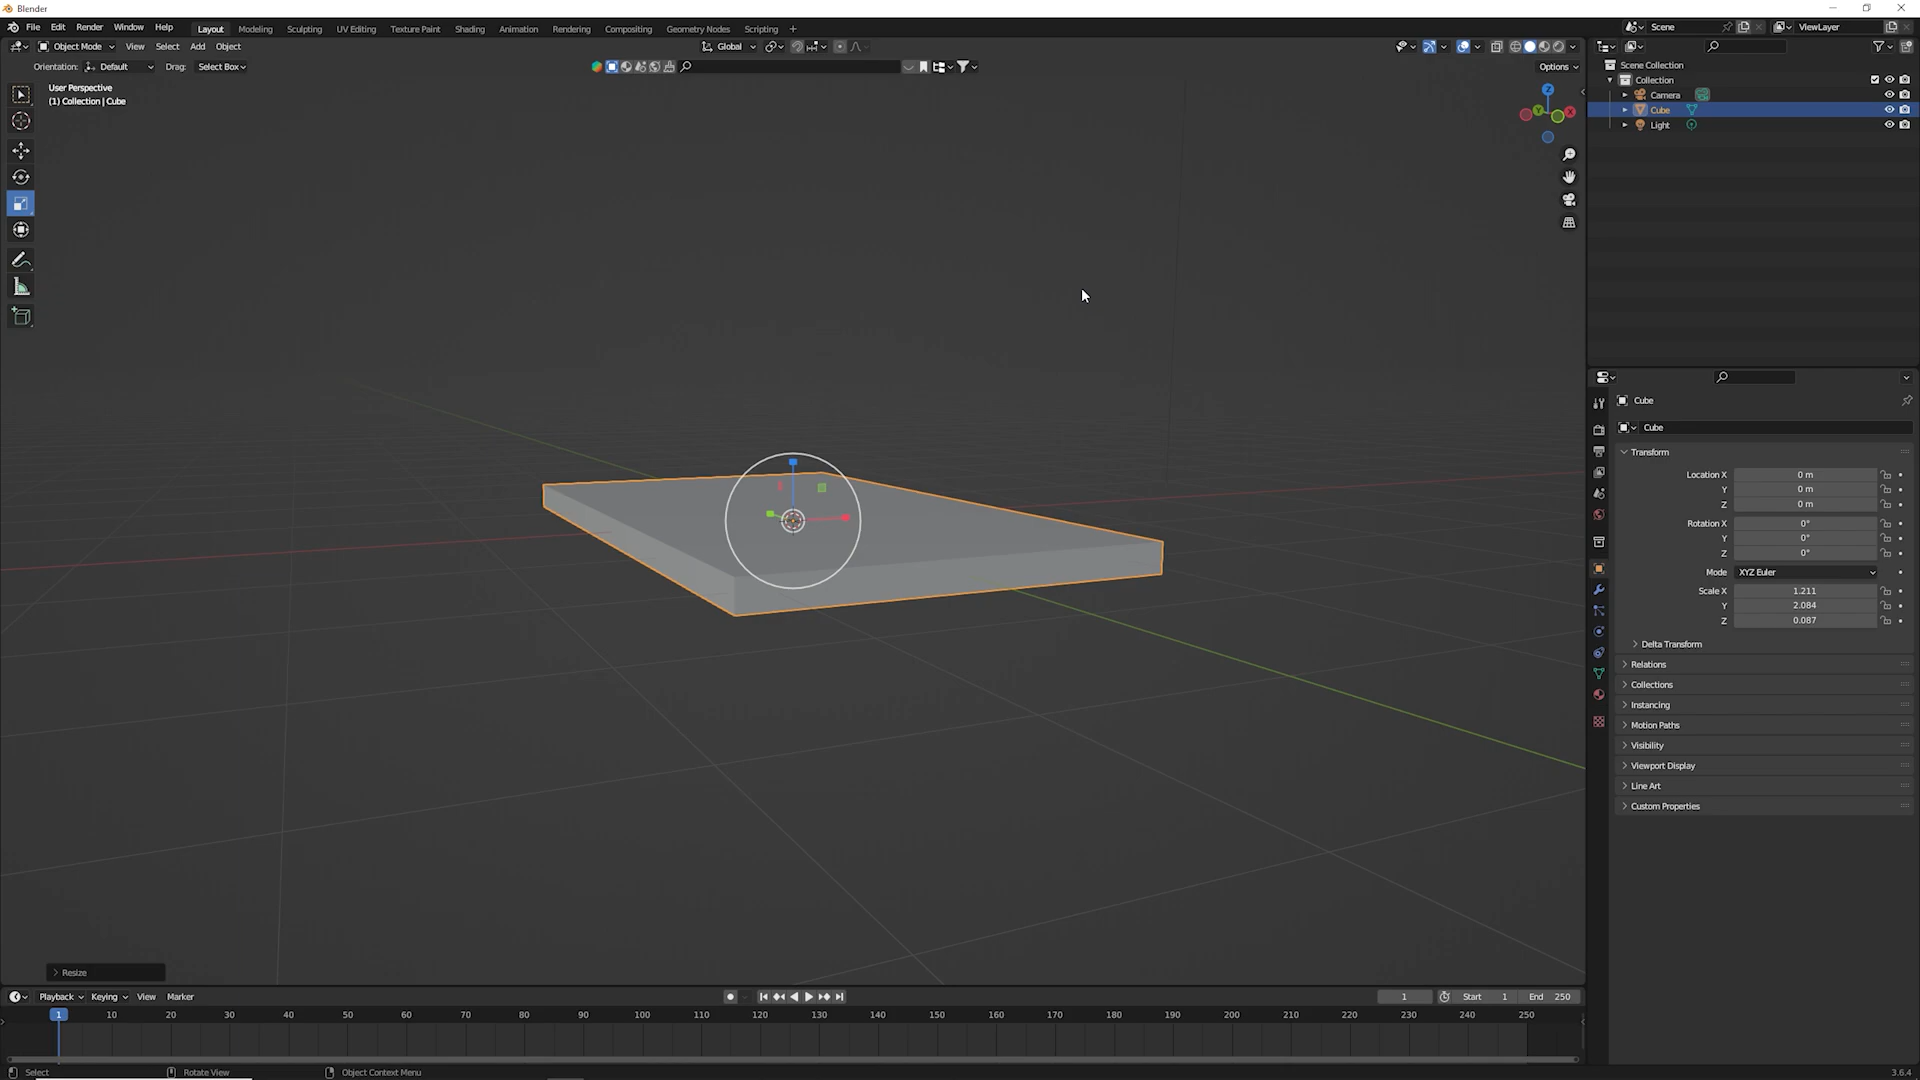 Blender
File Edit Render Window Help Layout Modeling Sculpting UV Editing Texture Paint Shading Animation Rendering Compositing Geometry Nodes Scripting + Scene ViewLayer
Object Mode View Select Add Object Global
Orientation: Default Drag: Select Box Options
User Perspective
(1) Collection | Cube
Z
Y
X
Scene Collection
Collection
Camera
Cube
Light
Cube
Cube
Transform
Location X 0 m
Y 0 m
Z 0 m
Rotation X 0°
Y 0°
Z 0°
Mode XYZ Euler
Scale X 1.211
Y 2.084
Z 0.087
Delta Transform
Relations
Collections
Instancing
Motion Paths
Visibility
Viewport Display
Line Art
Custom Properties
Resize
Playback Keying View Marker 1 Start 1 End 250
1 10 20 30 40 50 60 70 80 90 100 110 120 130 140 150 160 170 180 190 200 210 220 230 240 250
Select Rotate View Object Context Menu 3.6.4